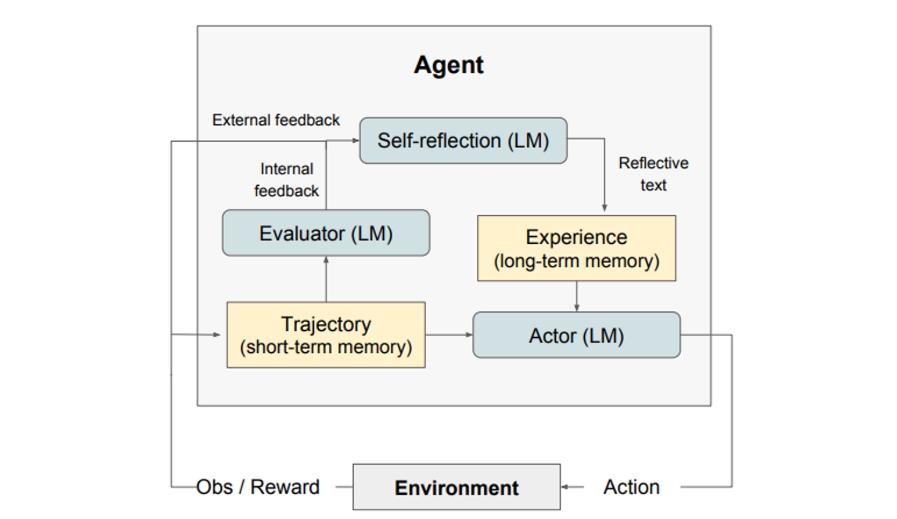 Agent
External feedback
Self-reflection (LM)
Internal
feedback
Reflective
text
Evaluator (LM)
Experience
(long-term memory)
Trajectory
(short-term memory)
Actor (LM)
Obs / Reward
Environment
Action